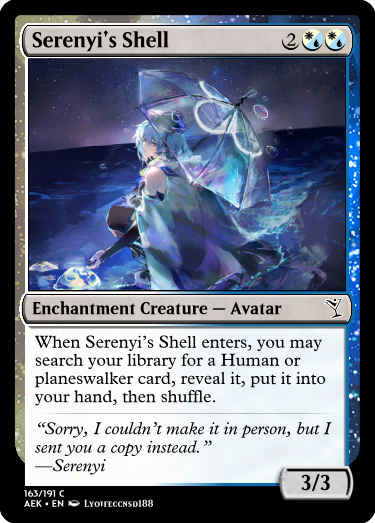 Serenyi's Shell 2
Enchantment Creature — Avatar
When Serenyi's Shell enters, you may
search your library for a Human or
planeswalker card, reveal it, put it into
your hand, then shuffle.
“Sorry, I couldn't make it in person, but I
sent you a copy instead.”
—Serenyi
3/3
163/191 C
AEK • EN Lyoffeccnsd188